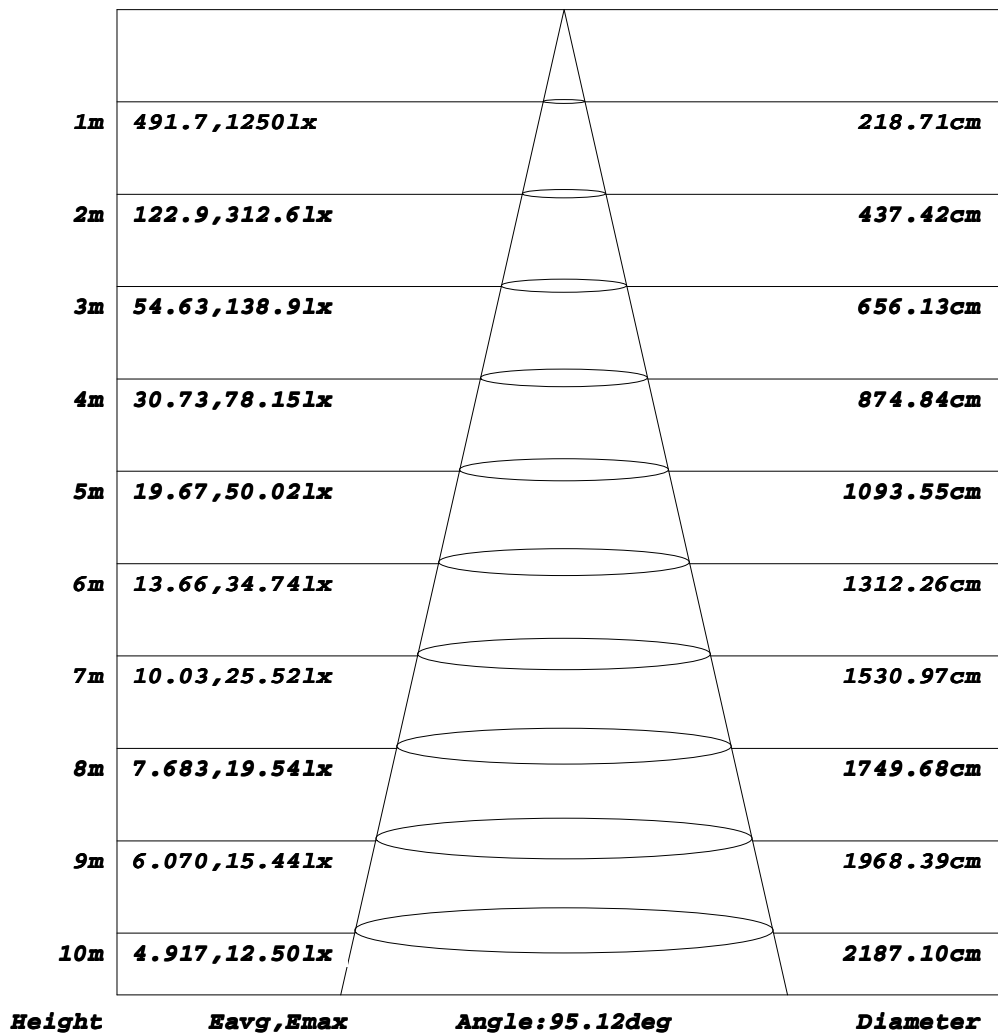 1m 491.7,1250lx 218.71cm
2m 122.9,312.6lx 437.42cm
3m 54.63,138.9lx 656.13cm
4m 30.73,78.15lx 874.84cm
5m 19.67,50.02lx 1093.55cm
6m 13.66,34.74lx 1312.26cm
7m 10.03,25.52lx 1530.97cm
8m 7.683,19.54lx 1749.68cm
9m 6.070,15.44lx 1968.39cm
10m 4.917,12.50lx 2187.10cm
Height Eavg,Emax Angle:95.12deg Diameter